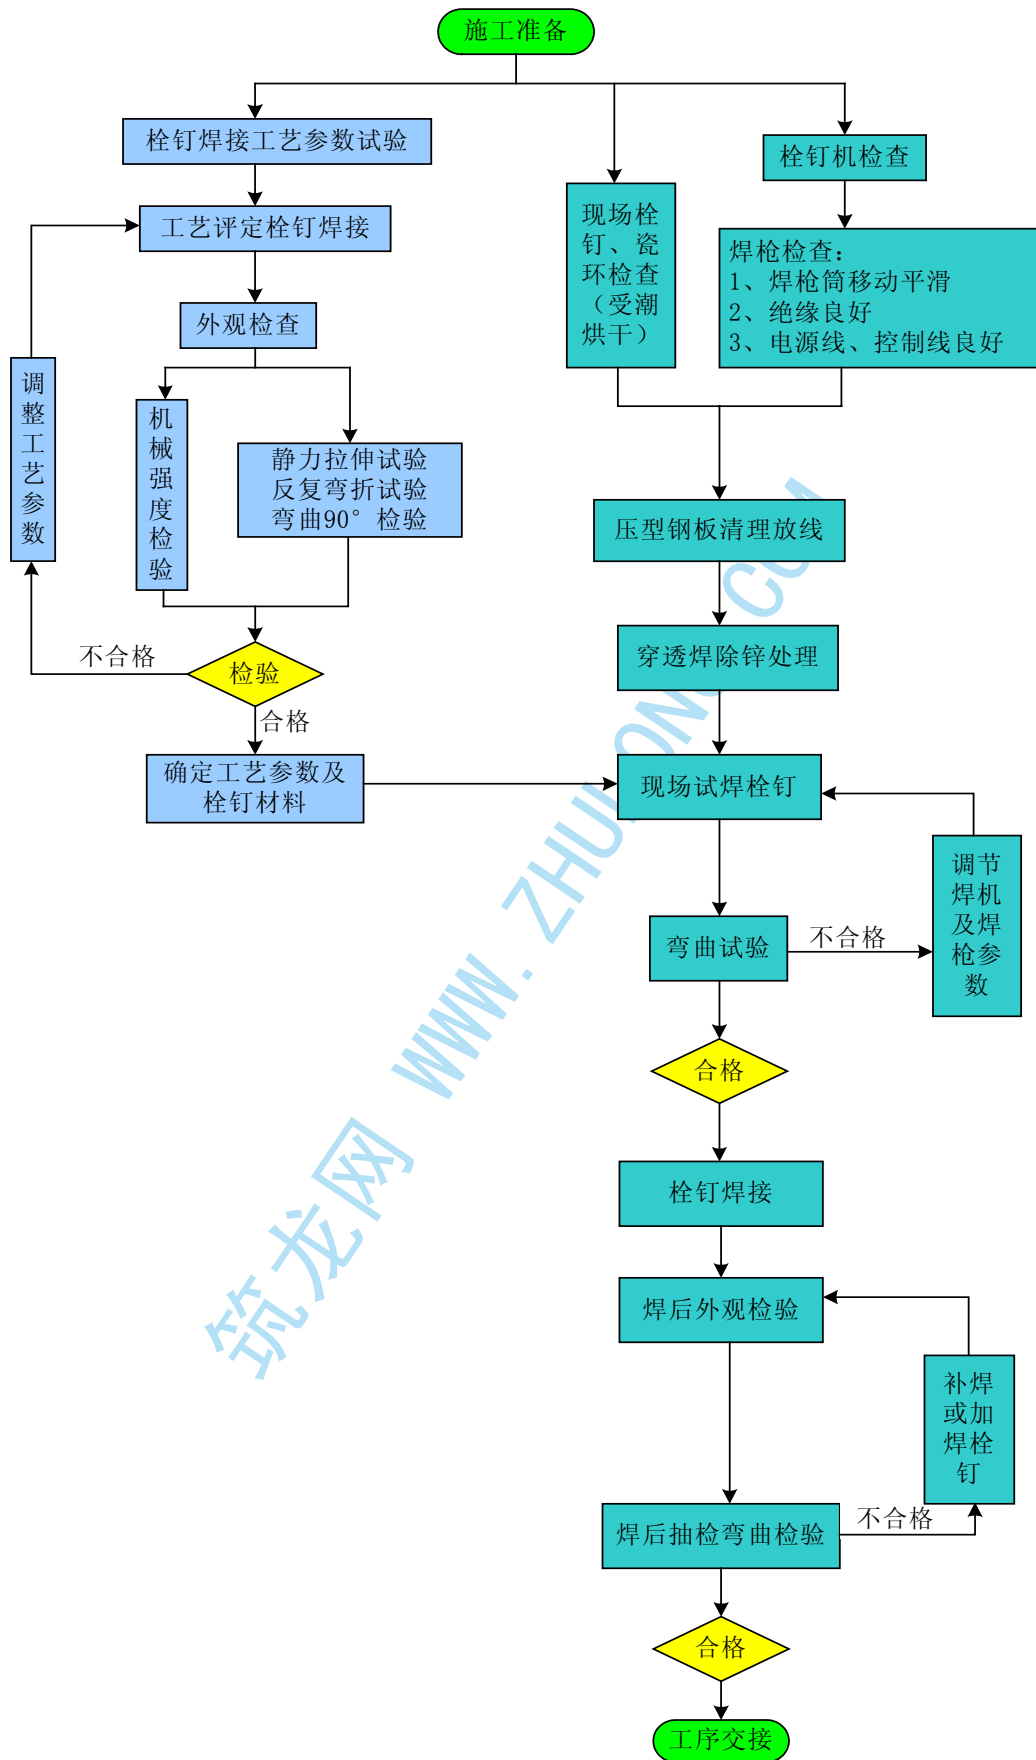 施工准备
栓钉焊接工艺参数试验
栓钉机检查
工艺评定栓钉焊接
现场栓
钉、瓷
环检查
（受潮
烘干）
焊枪检查：
1、焊枪筒移动平滑
2、绝缘良好
3、电源线、控制线良好
外观检查
调
整
工
艺
参
数
机
械
强
度
检
验
静力拉伸试验
反复弯折试验
弯曲90°检验
压型钢板清理放线
不合格
检验
穿透焊除锌处理
合格
确定工艺参数及
栓钉材料
现场试焊栓钉
调节
焊机
及焊
枪参
数
弯曲试验
不合格
合格
栓钉焊接
焊后外观检验
补焊
或加
焊栓
钉
焊后抽检弯曲检验
不合格
合格
工序交接
筑龙网 WWW.ZHULONG.COM